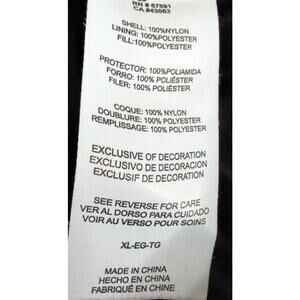 RN # 67891
CA #43063
SHELL: 100%NYLON
LINING: 100%POLYESTER
FILL:100%POLYESTER
PROTECTOR: 100%POLIAMIDA
FORRO: 100% POLIÉSTER
FILER: 100% POLIÉSTER
COQUE: 100% NYLON
DOUBLURE: 100% POLYESTER
REMPLISSAGE: 100% POLYESTER
EXCLUSIVE OF DECORATION
EXCLUSIVO DE DECORACION
EXCLUSIF DE DECORATION
SEE REVERSE FOR CARE
VER AL DORSO PARA CUIDADO
VOIR AU VERSO POUR SOINS
XL-EG-TG
MADE IN CHINA
HECHO EN CHINA
FABRIQUÉ EN CHINE